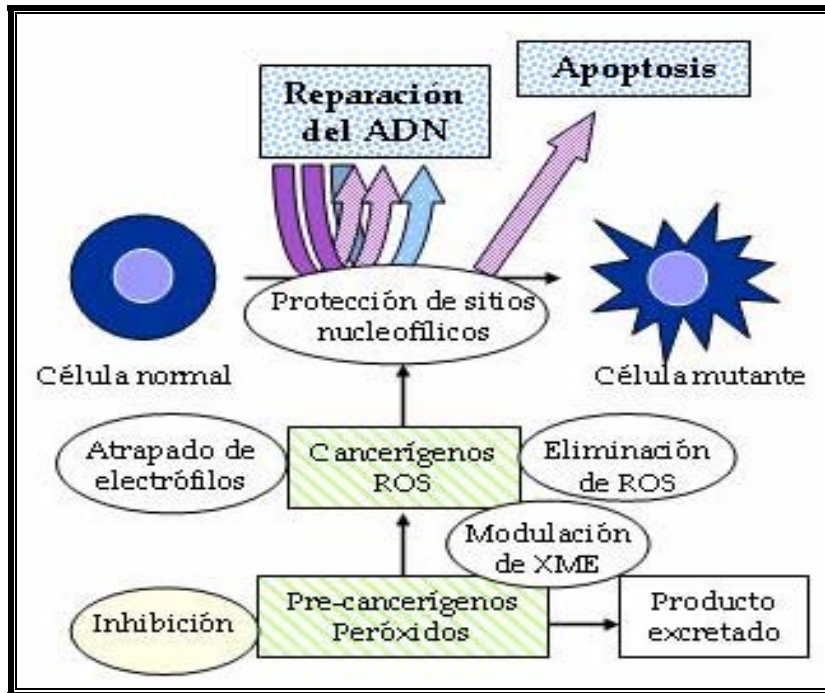 Apoptosis
Reparación
del ADN
Protección de sitios
nucleofílicos
Célula normal
Célula mutante
Atrapado de
electrófilos
Cancerígenos
ROS
Eliminación
de ROS
Modulación
de XME
Inhibición
Pre-cancerígenos
Peróxidos
Producto
excretado